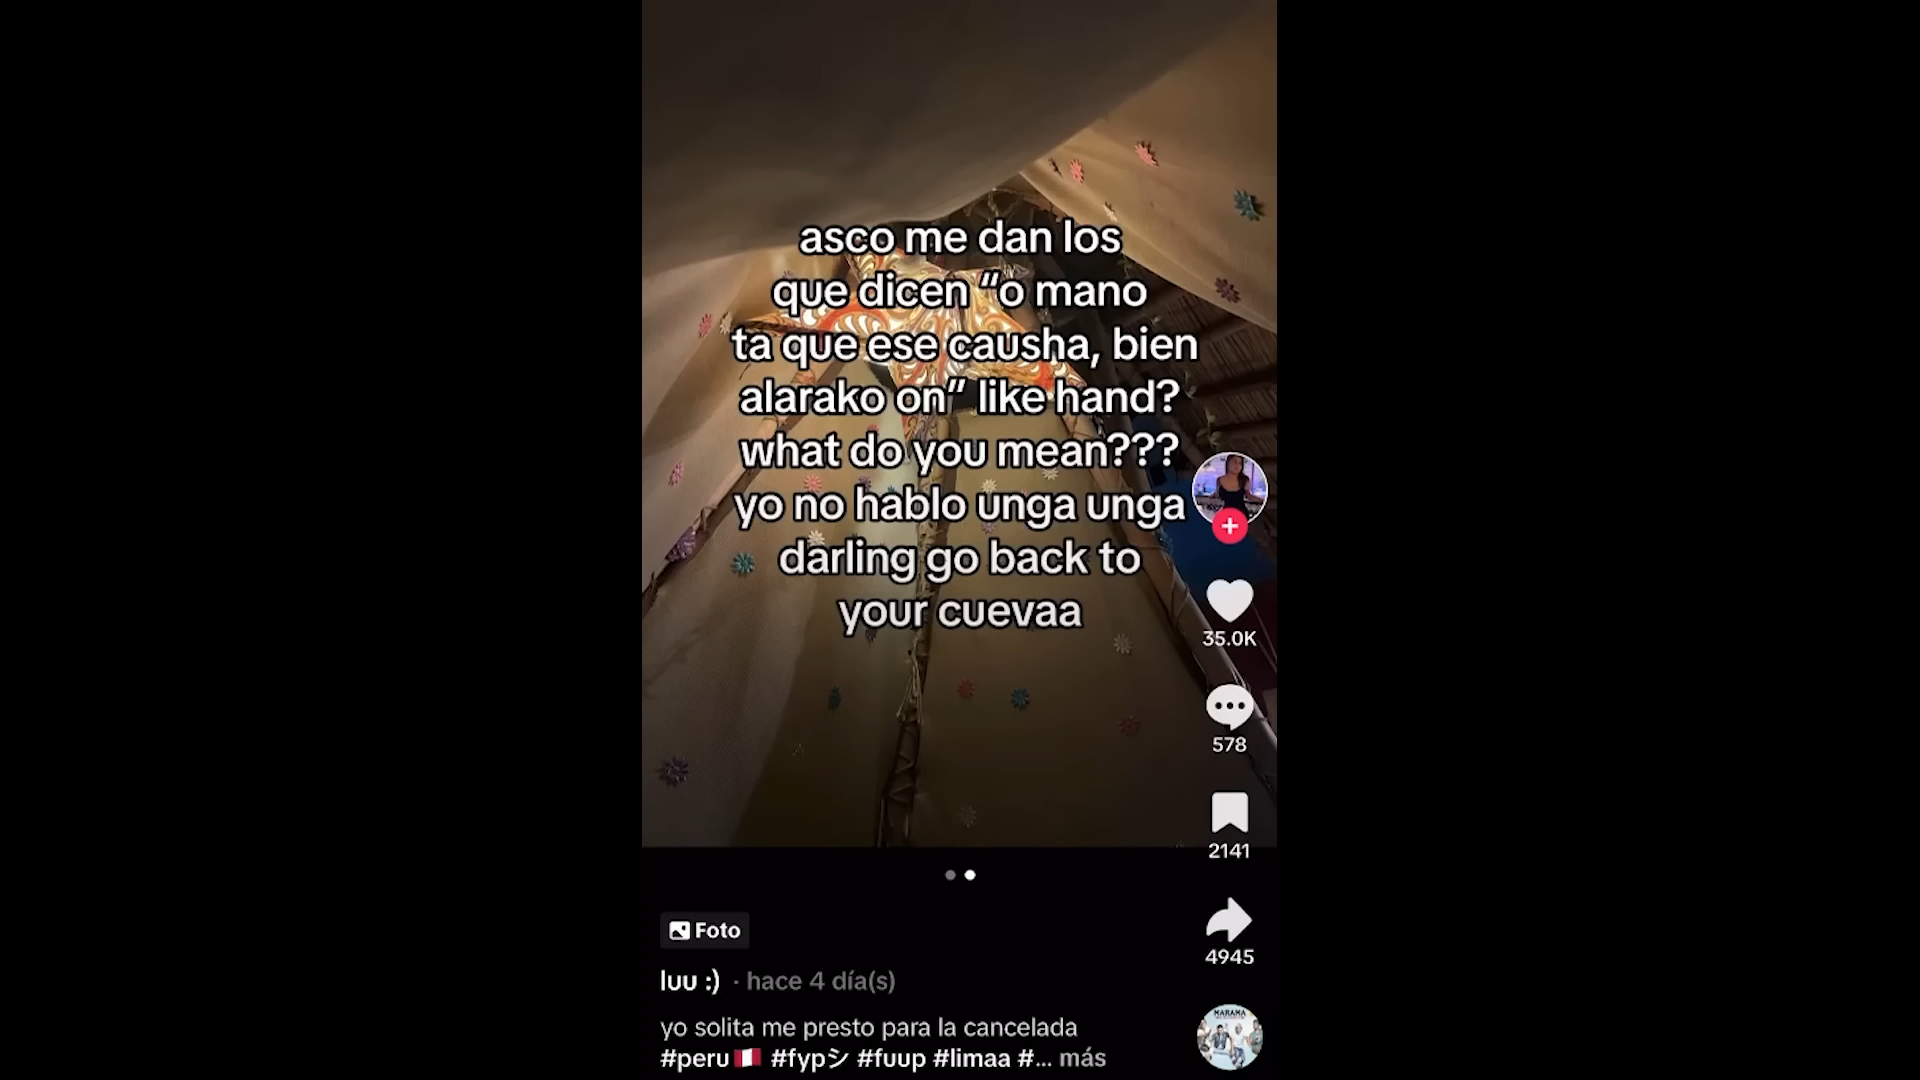 asco me dan los
que dicen “o mano
ta que ese causha, bien
alarako on” like hand?
what do you mean???
yo no hablo unga unga
darling go back to
your cuevaa
35.0K
578
2141
4945
Foto
luu :) · hace 4 día(s)
yo solita me presto para la cancelada
#peru🇵🇪 #fypシ #fuup #limaa #... más
MARAMA